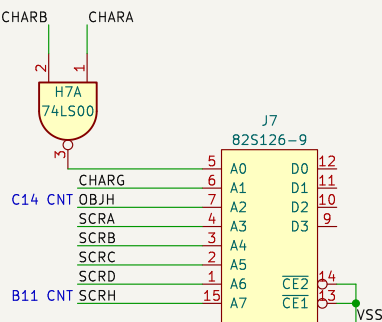 CHARB CHARA
2 1
H7A
74LS00
3
J7
82S126-9
5 A0 D0 12
CHARG 6 A1 D1 11
C14 CNT OBJH 7 A2 D2 10
SCRA 4 A3 D3 9
SCRB 3 A4
SCRC 2 A5
SCRD 1 A6 CE2 14
B11 CNT SCRH 15 A7 CE1 13
VSS